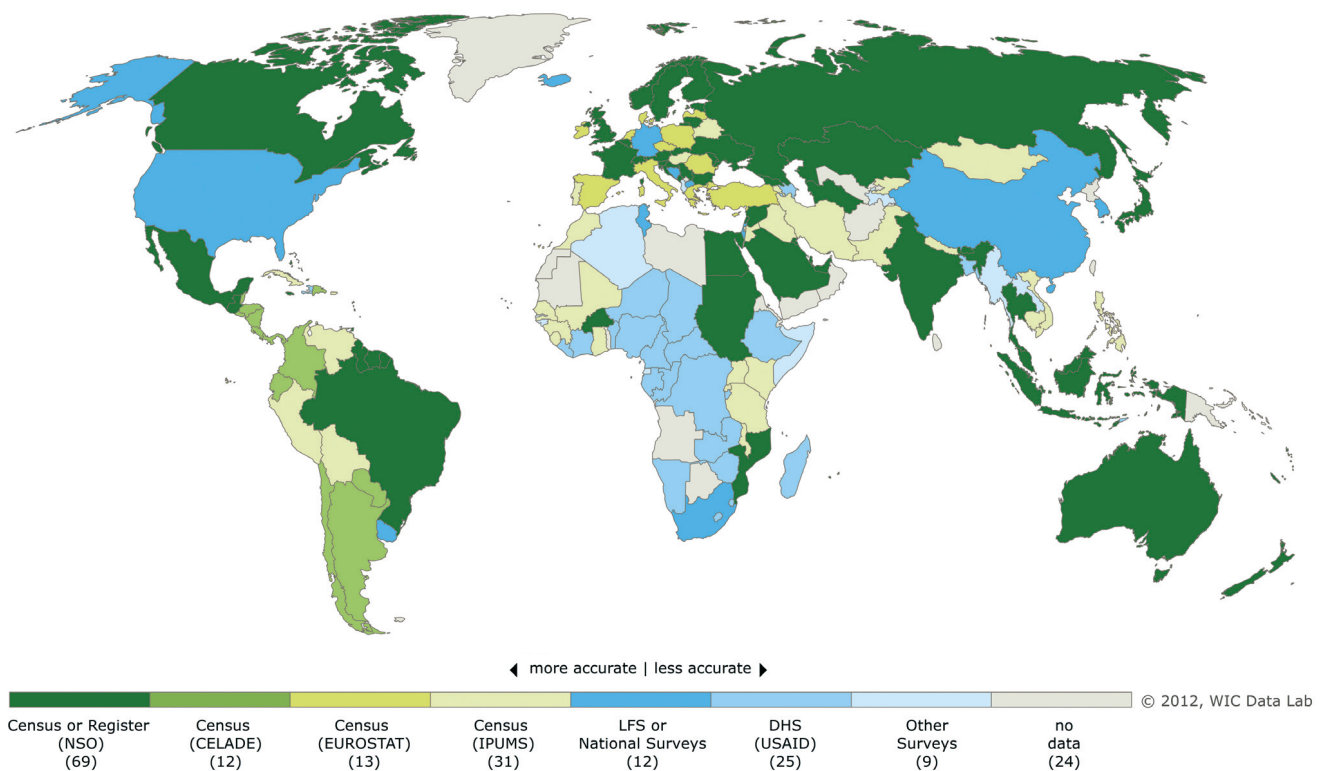 ◀ more accurate | less accurate ▶
© 2012, WIC Data Lab
Census or Register
(NSO)
(69)
Census
(CELADE)
(12)
Census
(EUROSTAT)
(13)
Census
(IPUMS)
(31)
LFS or
National Surveys
(12)
DHS
(USAID)
(25)
Other
Surveys
(9)
no
data
(24)